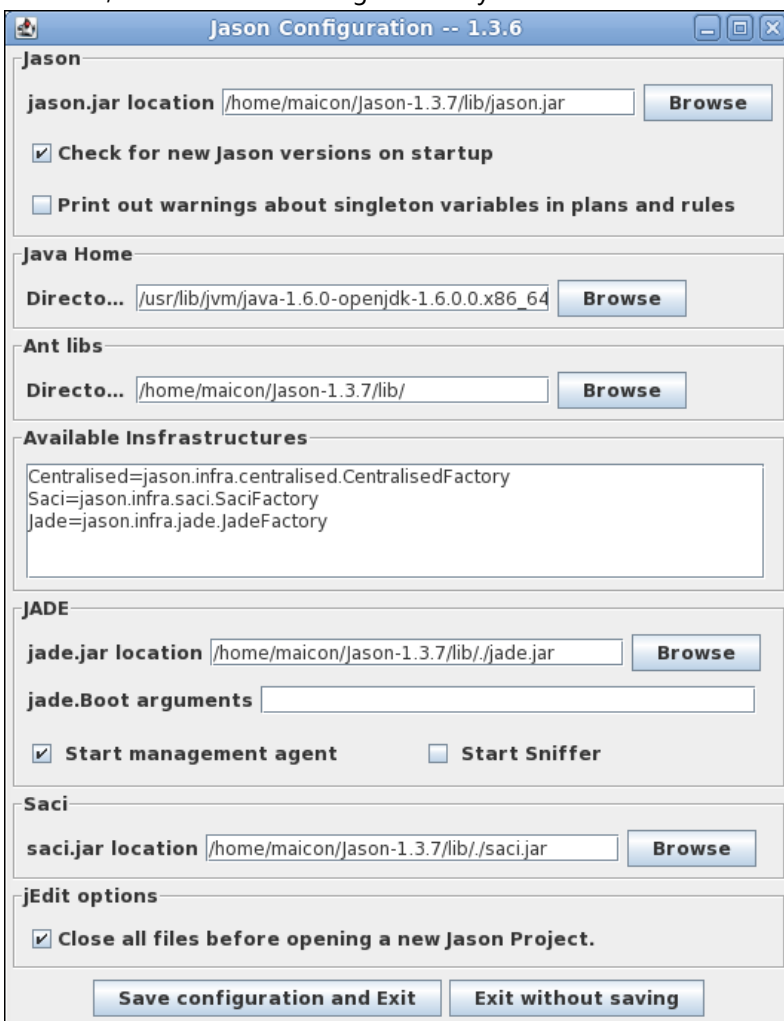 Jason Configuration -- 1.3.6
Jason
jason.jar location /home/maicon/Jason-1.3.7/lib/jason.jar Browse
Check for new Jason versions on startup
Print out warnings about singleton variables in plans and rules
Java Home
Directo... /usr/lib/jvm/java-1.6.0-openjdk-1.6.0.0.x86_64 Browse
Ant libs
Directo... /home/maicon/Jason-1.3.7/lib/ Browse
Available Insfrastructures
Centralised=jason.infra.centralised.CentralisedFactory
Saci=jason.infra.saci.SaciFactory
Jade=jason.infra.jade.JadeFactory
JADE
jade.jar location /home/maicon/Jason-1.3.7/lib/./jade.jar Browse
jade.Boot arguments
Start management agent Start Sniffer
Saci
saci.jar location /home/maicon/Jason-1.3.7/lib/./saci.jar Browse
jEdit options
Close all files before opening a new Jason Project.
Save configuration and Exit Exit without saving